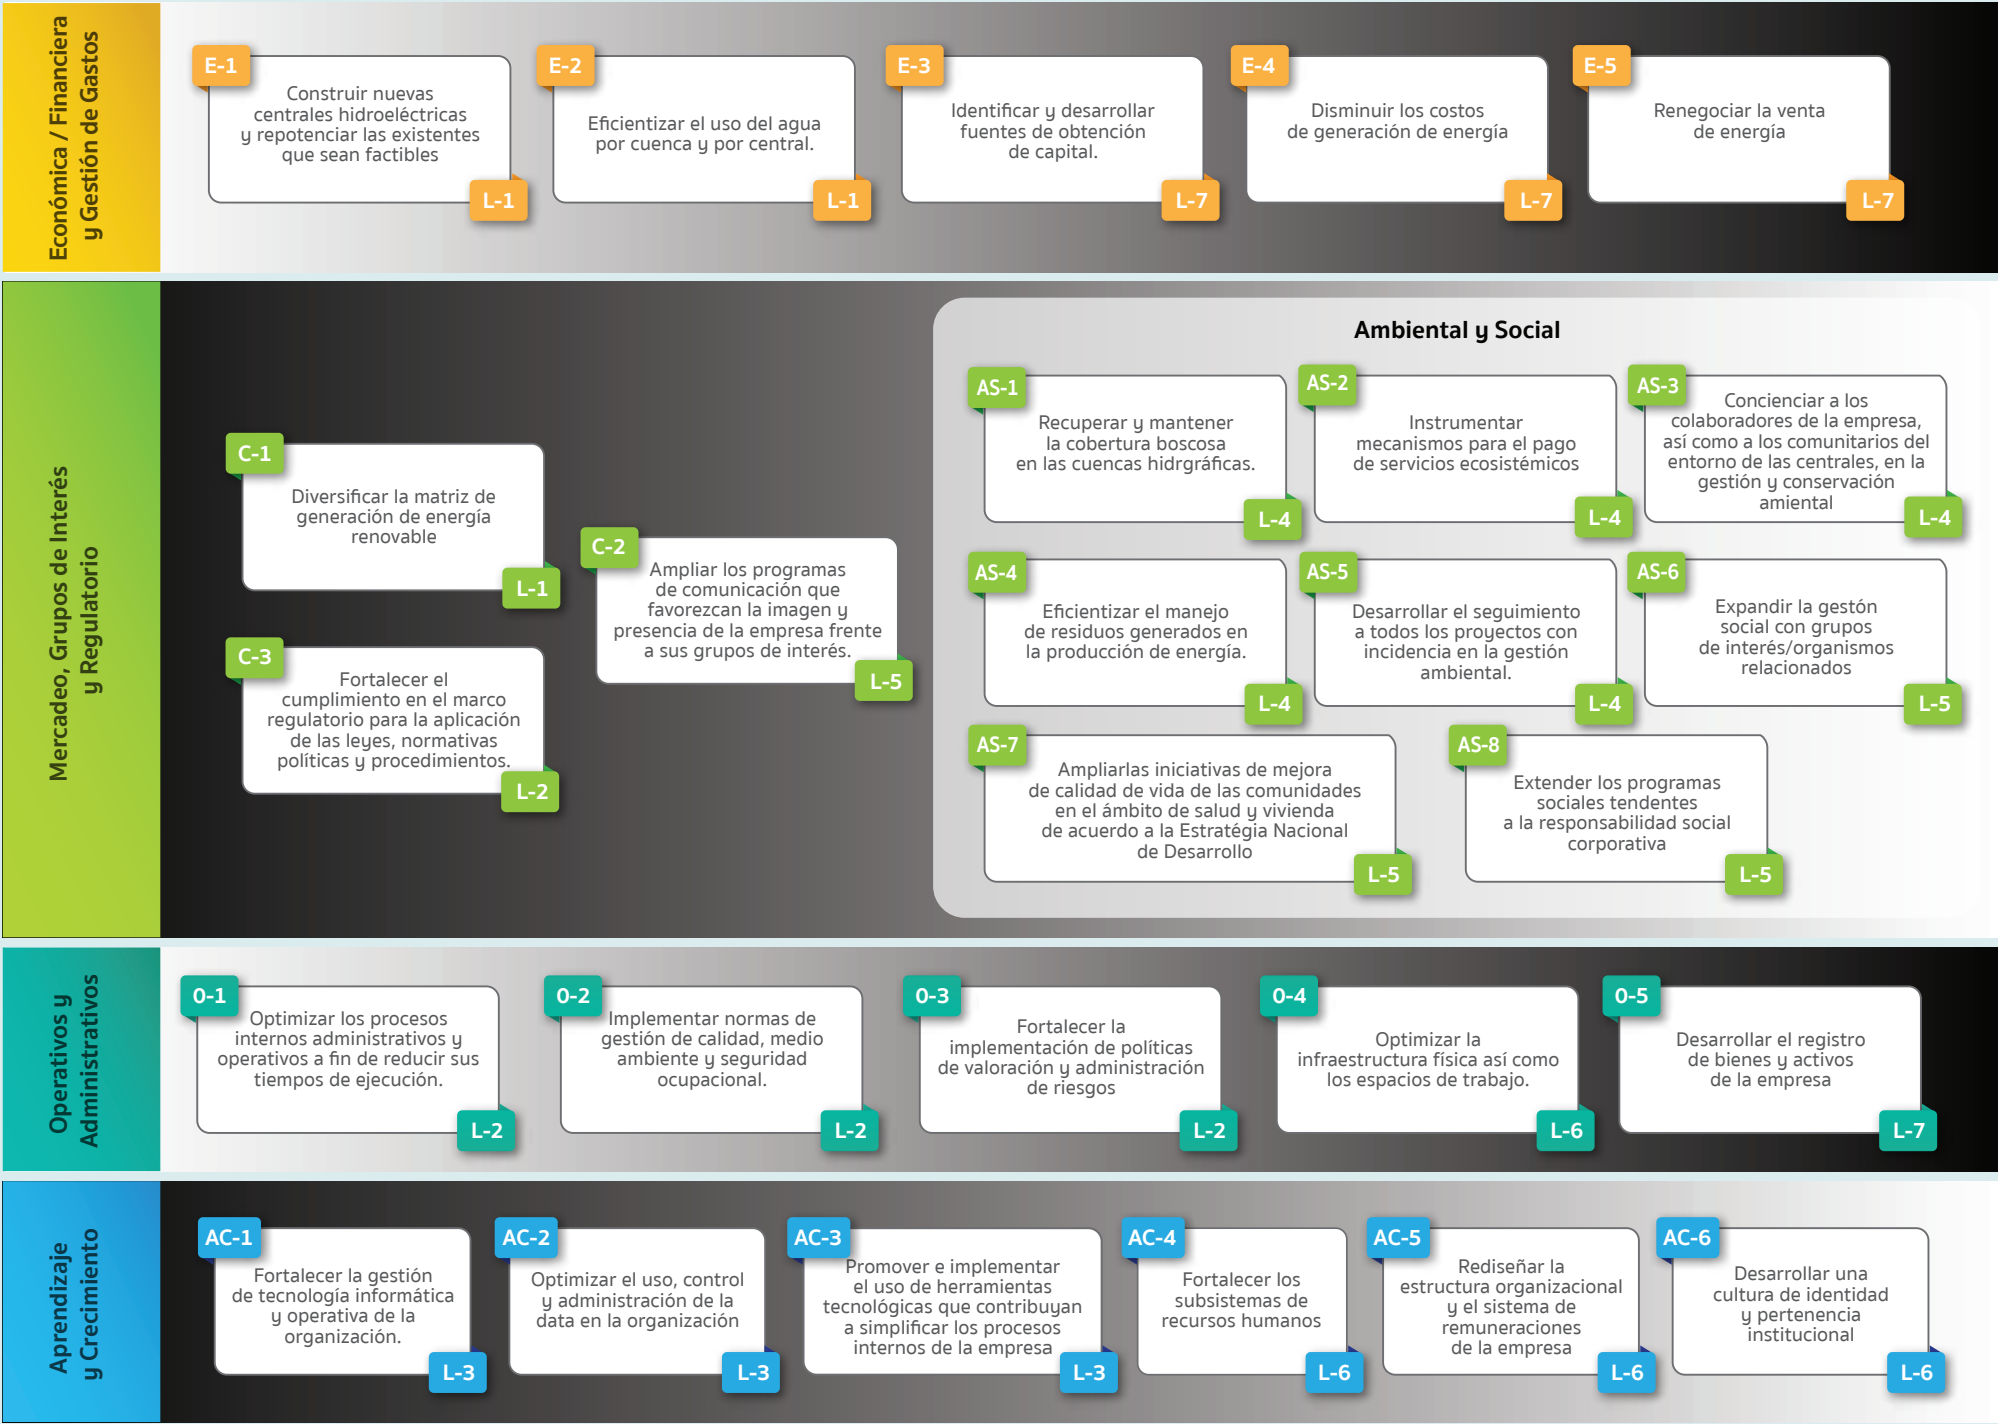 Económica / Financiera
y Gestión de Gastos
E-1
Construir nuevas
centrales hidroeléctricas
y repotenciar las existentes
que sean factibles
L-1
E-2
Eficientizar el uso del agua
por cuenca y por central.
L-1
E-3
Identificar y desarrollar
fuentes de obtención
de capital.
L-7
E-4
Disminuir los costos
de generación de energía
L-7
E-5
Renegociar la venta
de energía
L-7
Mercadeo, Grupos de Interés
y Regulatorio
C-1
Diversificar la matriz de
generación de energía
renovable
L-1
C-2
Ampliar los programas
de comunicación que
favorezcan la imagen y
presencia de la empresa frente
a sus grupos de interés.
L-5
C-3
Fortalecer el
cumplimiento en el marco
regulatorio para la aplicación
de las leyes, normativas
políticas y procedimientos.
L-2
Ambiental y Social
AS-1
Recuperar y mantener
la cobertura boscosa
en las cuencas hidrgráficas.
L-4
AS-2
Instrumentar
mecanismos para el pago
de servicios ecosistémicos
L-4
AS-3
Concienciar a los
colaboradores de la empresa,
así como a los comunitarios del
entorno de las centrales, en la
gestión y conservación
amiental
L-4
AS-4
Eficientizar el manejo
de residuos generados en
la producción de energía.
L-4
AS-5
Desarrollar el seguimiento
a todos los proyectos con
incidencia en la gestión
ambiental.
L-4
AS-6
Expandir la gestón
social con grupos
de interés/organismos
relacionados
L-5
AS-7
Ampliarlas iniciativas de mejora
de calidad de vida de las comunidades
en el ámbito de salud y vivienda
de acuerdo a la Estratégia Nacional
de Desarrollo
L-5
AS-8
Extender los programas
sociales tendentes
a la responsabilidad social
corporativa
L-5
Operativos y
Administrativos
0-1
Optimizar los procesos
internos administrativos y
operativos a fin de reducir sus
tiempos de ejecución.
L-2
0-2
Implementar normas de
gestión de calidad, medio
ambiente y seguridad
ocupacional.
L-2
0-3
Fortalecer la
implementación de políticas
de valoración y administración
de riesgos
L-2
0-4
Optimizar la
infraestructura física así como
los espacios de trabajo.
L-6
0-5
Desarrollar el registro
de bienes y activos
de la empresa
L-7
Aprendizaje
y Crecimiento
AC-1
Fortalecer la gestión
de tecnología informática
y operativa de la
organización.
L-3
AC-2
Optimizar el uso, control
y administración de la
data en la organización
L-3
AC-3
Promover e implementar
el uso de herramientas
tecnológicas que contribuyan
a simplificar los procesos
internos de la empresa
L-3
AC-4
Fortalecer los
subsistemas de
recursos humanos
L-6
AC-5
Rediseñar la
estructura organizacional
y el sistema de
remuneraciones
de la empresa
L-6
AC-6
Desarrollar una
cultura de identidad
y pertenencia
institucional
L-6